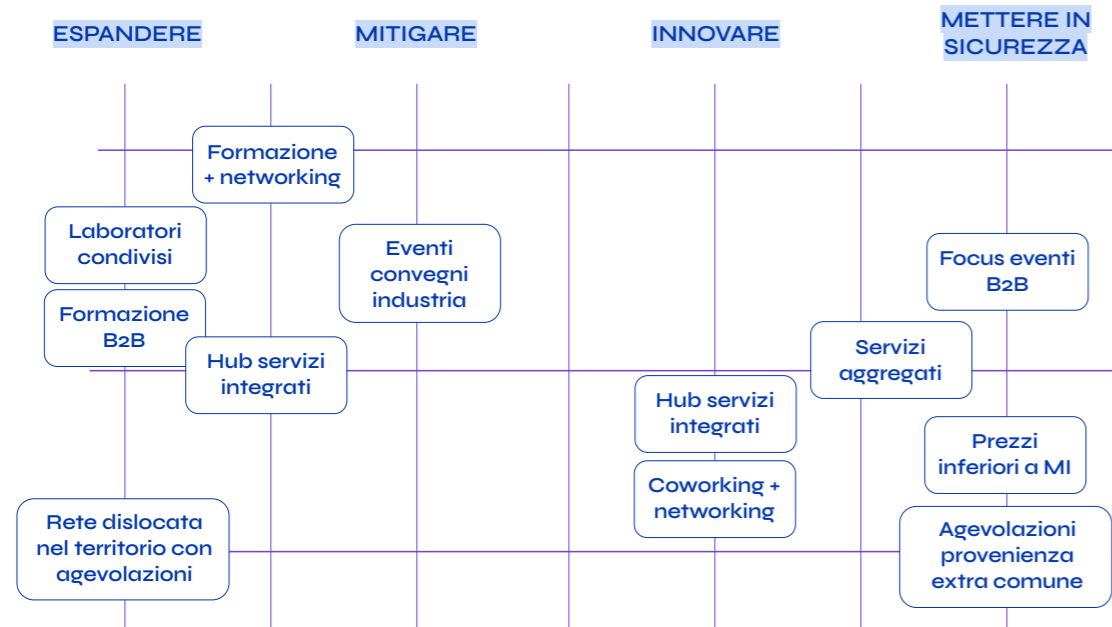 ESPANDERE
MITIGARE
INNOVARE
METTERE IN
SICUREZZA
Formazione
+ networking
Laboratori
condivisi
Eventi
convegni
industria
Focus eventi
B2B
Formazione
B2B
Hub servizi
integrati
Servizi
aggregati
Hub servizi
integrati
Prezzi
inferiori a MI
Coworking +
networking
Rete dislocata
nel territorio con
agevolazioni
Agevolazioni
provenienza
extra comune